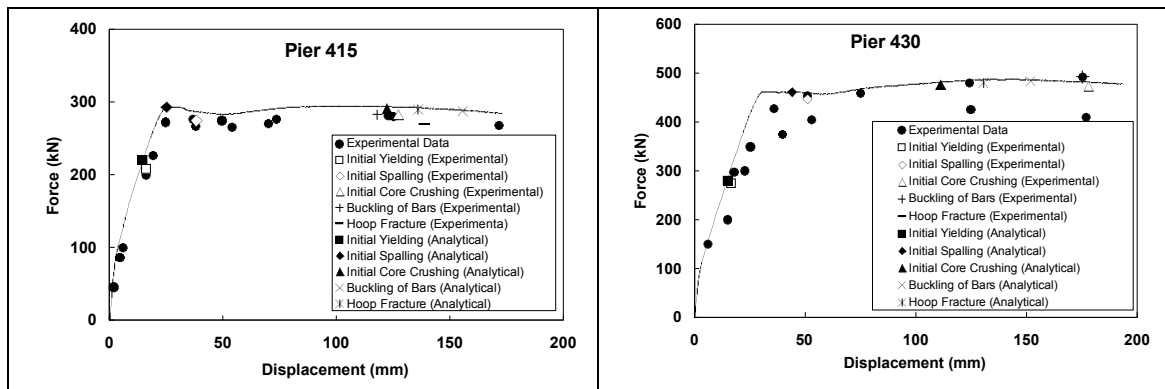 Pier 415
400
300
200
100
0
Force (kN)
Experimental Data
Initial Yielding (Experimental)
Initial Spalling (Experimental)
Initial Core Crushing (Experimental)
Buckling of Bars (Experimental)
Hoop Fracture (Experimental)
Initial Yielding (Analytical)
Initial Spalling (Analytical)
Initial Core Crushing (Analytical)
Buckling of Bars (Analytical)
Hoop Fracture (Analytical)
0 50 100 150 200
Displacement (mm)
Pier 430
600
500
400
300
200
100
0
Force (kN)
Experimental Data
Initial Yielding (Experimental)
Initial Spalling (Experimental)
Initial Core Crushing (Experimental)
Buckling of Bars (Experimental)
Hoop Fracture (Experimental)
Initial Yielding (Analytical)
Initial Spalling (Analytical)
Initial Core Crushing (Analytical)
Buckling of Bars (Analytical)
Hoop Fracture (Analytical)
0 50 100 150 200
Displacement (mm)